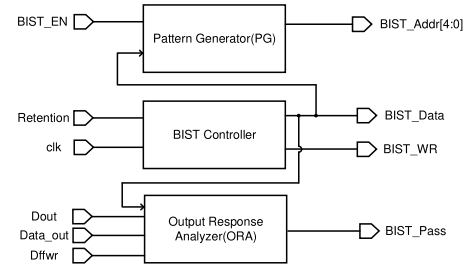 BIST_EN
Pattern Generator(PG)
BIST_Addr[4:0]
Retention
clk
BIST Controller
BIST_Data
BIST_WR
Dout
Data_out
Dffwr
Output Response
Analyzer(ORA)
BIST_Pass